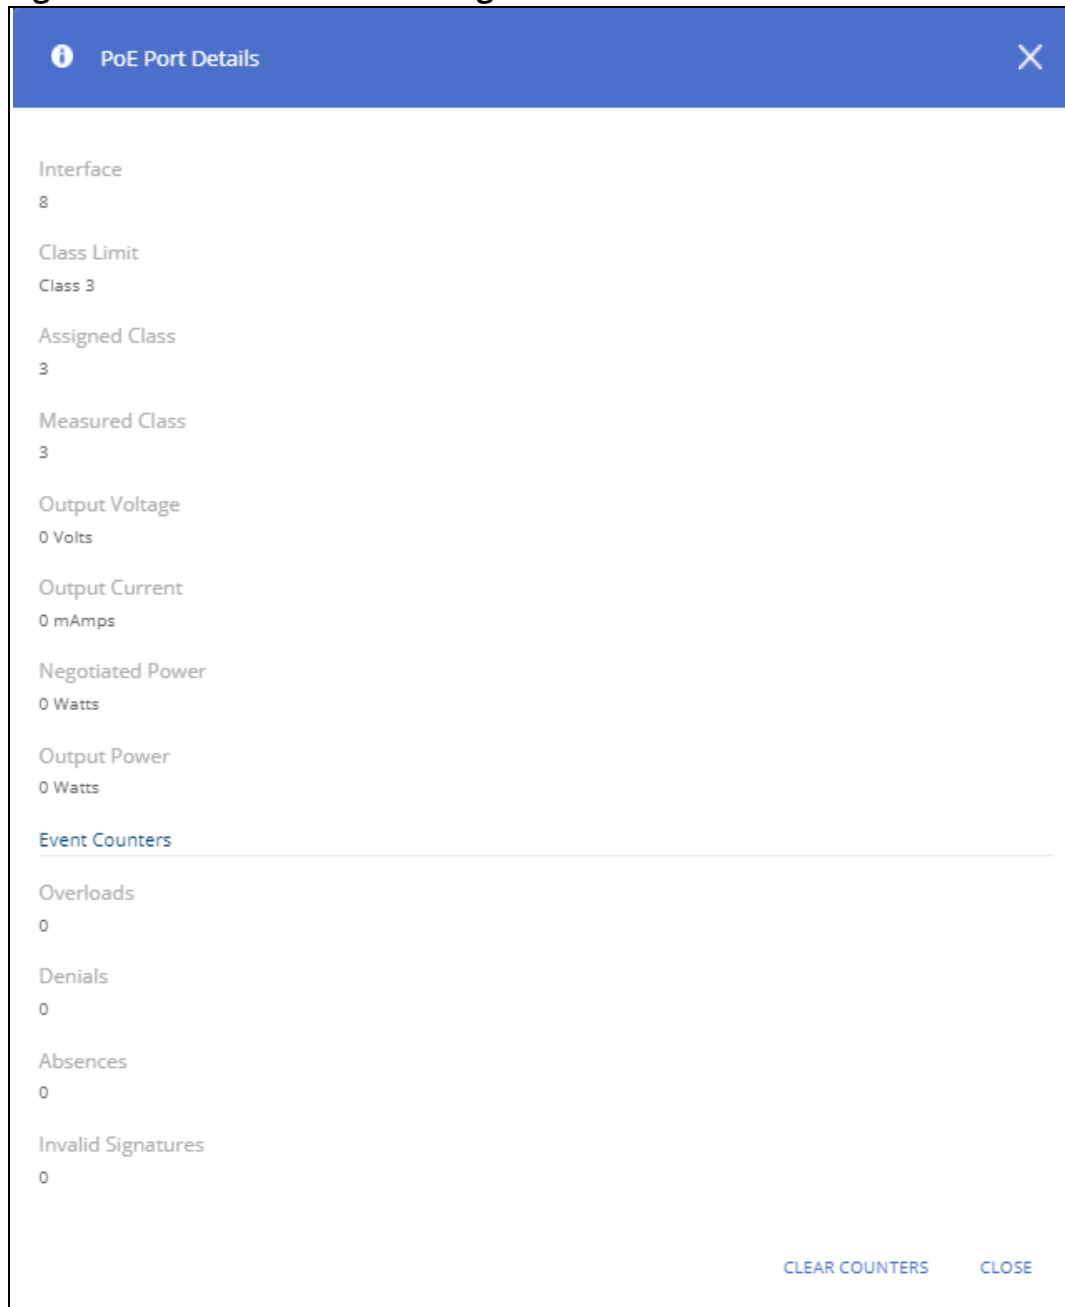 PoE Port Details
Interface
8
Class Limit
Class 3
Assigned Class
3
Measured Class
3
Output Voltage
0 Volts
Output Current
0 mAmps
Negotiated Power
0 Watts
Output Power
0 Watts
Event Counters
Overloads
0
Denials
0
Absences
0
Invalid Signatures
0
CLEAR COUNTERS CLOSE